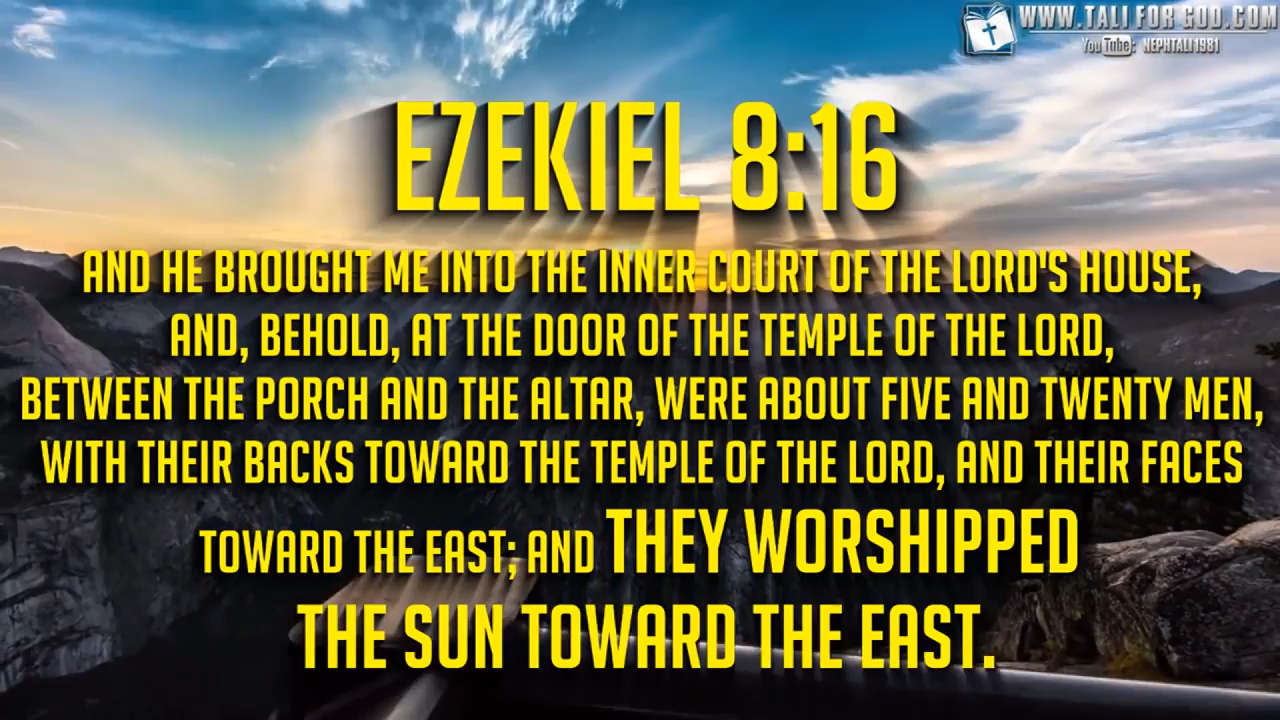 WWW.TALI FOR GOD.COM
YouTube: NEPHTALI1981
EZEKIEL 8:16
AND HE BROUGHT ME INTO THE INNER COURT OF THE LORD'S HOUSE,
AND, BEHOLD, AT THE DOOR OF THE TEMPLE OF THE LORD,
BETWEEN THE PORCH AND THE ALTAR, WERE ABOUT FIVE AND TWENTY MEN,
WITH THEIR BACKS TOWARD THE TEMPLE OF THE LORD, AND THEIR FACES
TOWARD THE EAST; AND THEY WORSHIPPED
THE SUN TOWARD THE EAST.